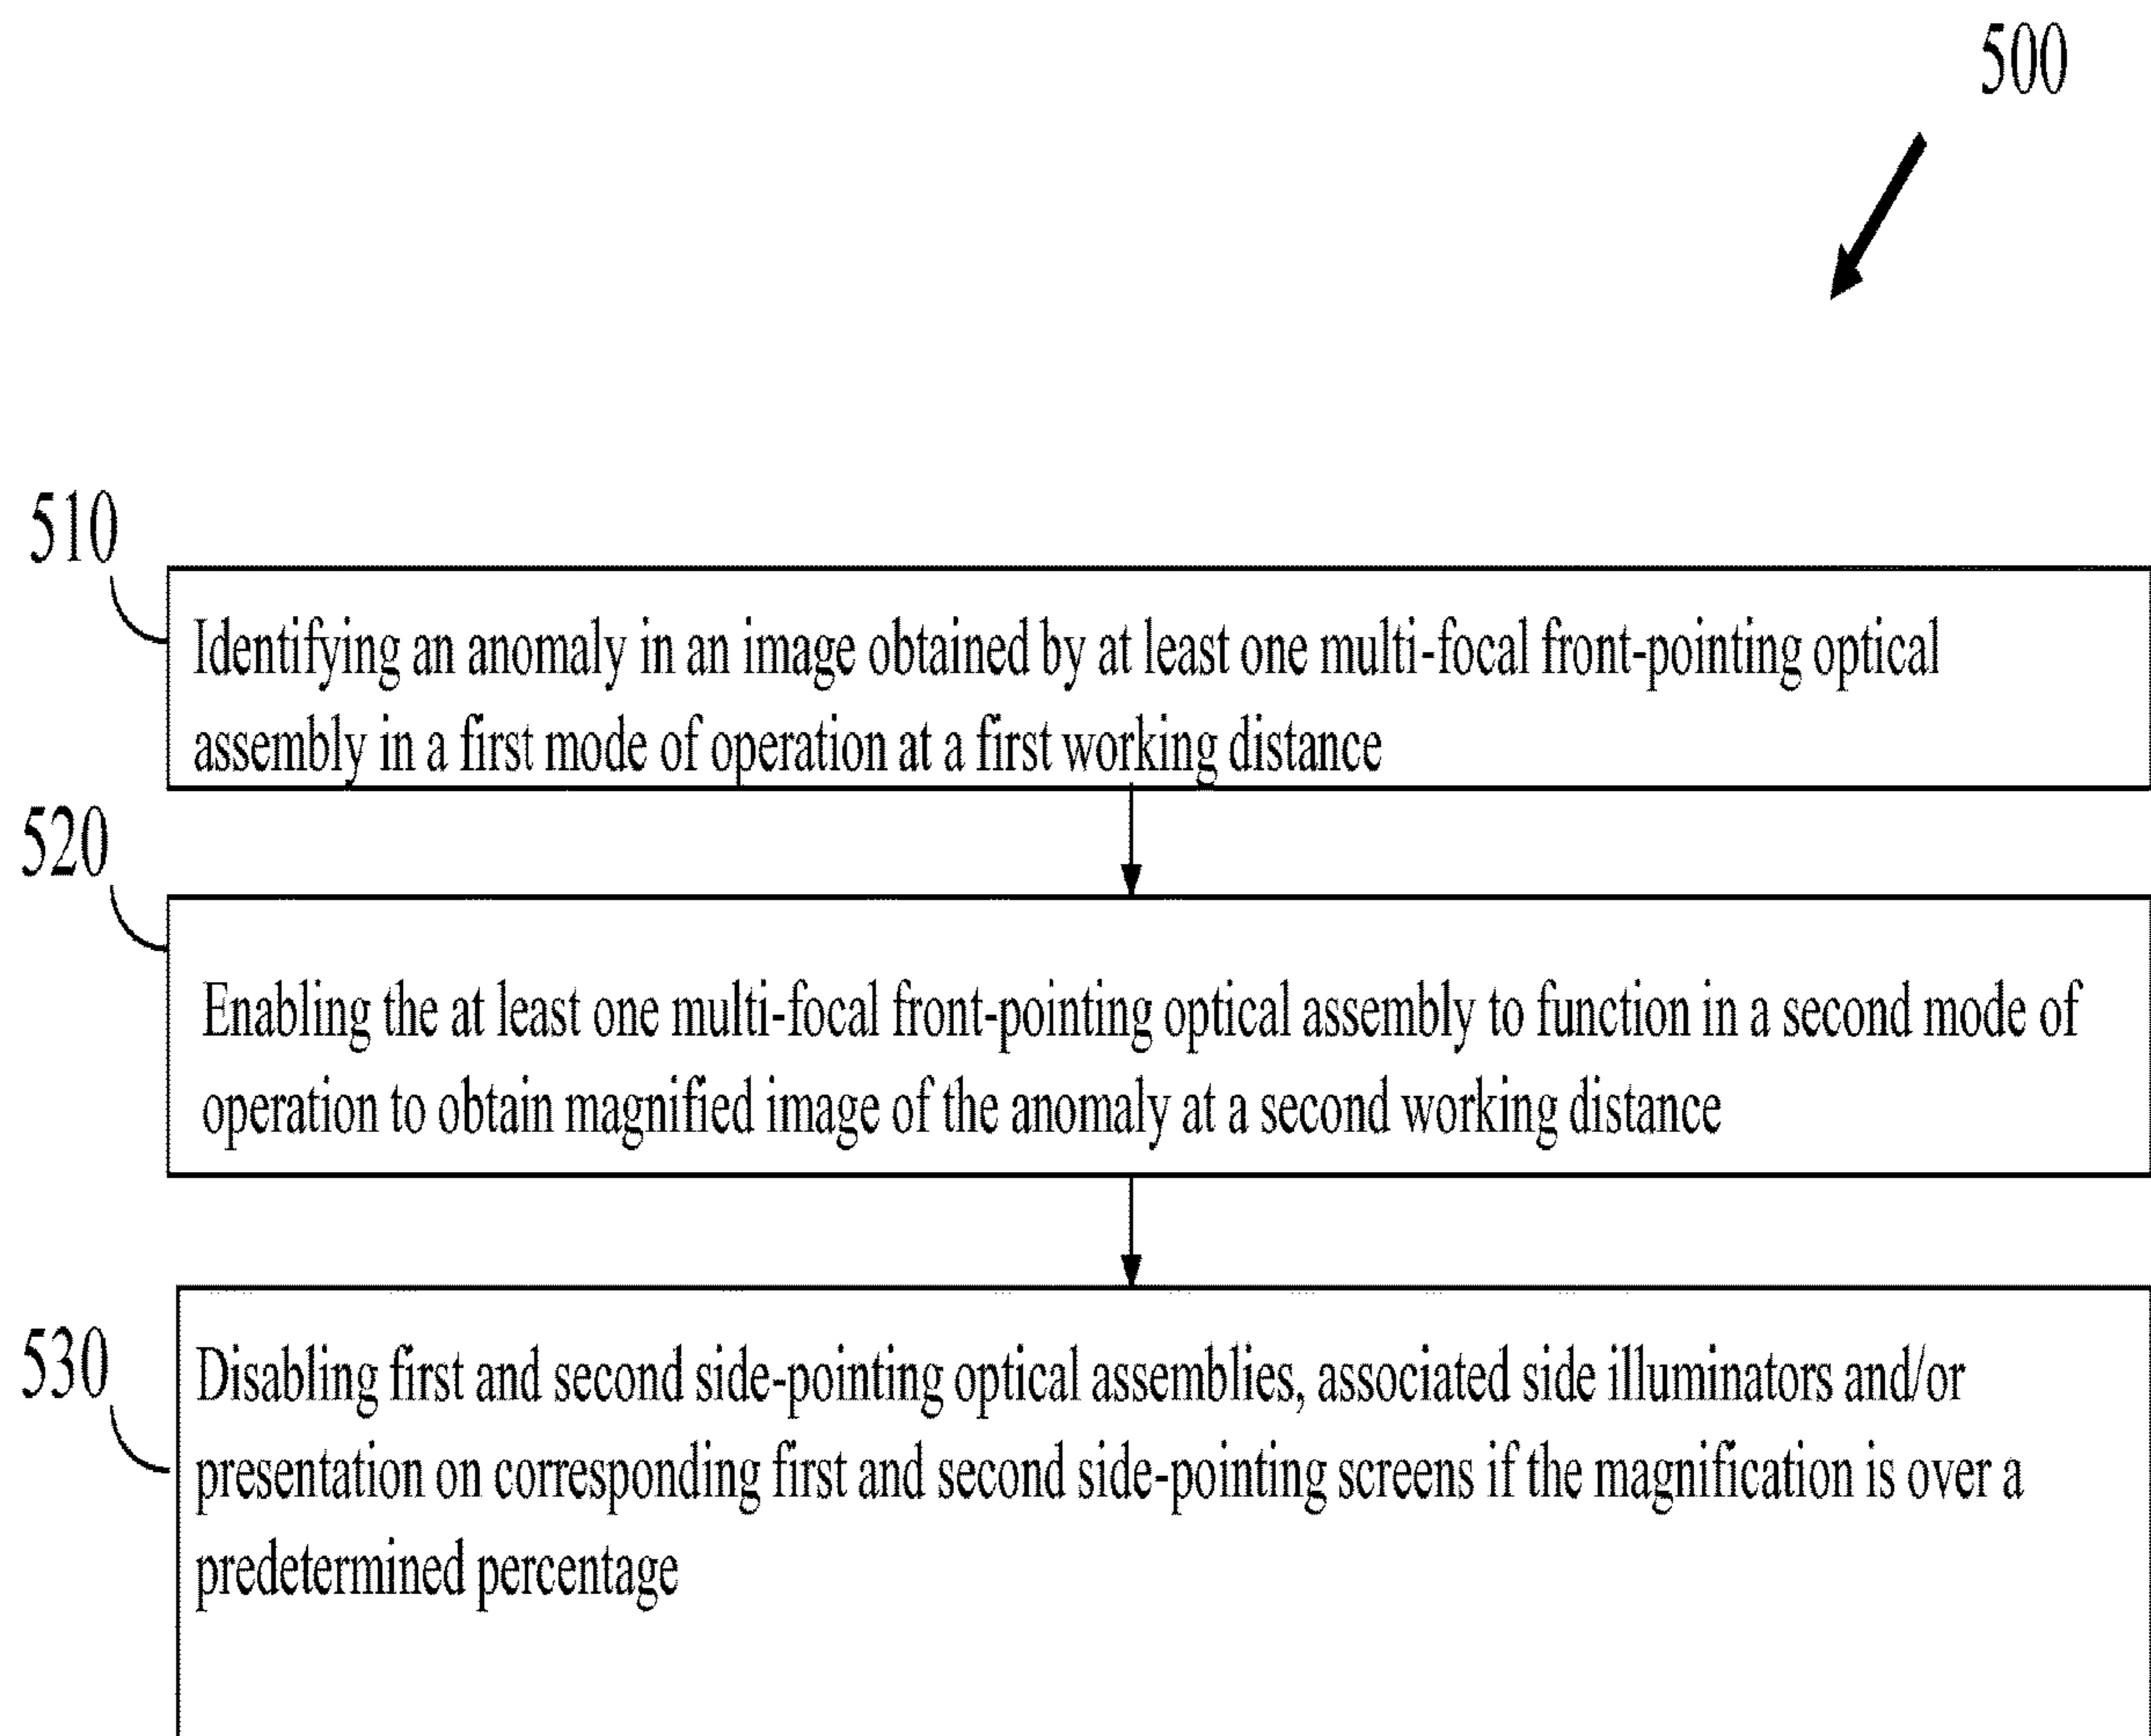 500
510
Identifying an anomaly in an image obtained by at least one multi-focal front-pointing optical
assembly in a first mode of operation at a first working distance
520
Enabling the at least one multi-focal front-pointing optical assembly to function in a second mode of
operation to obtain magnified image of the anomaly at a second working distance
530
Disabling first and second side-pointing optical assemblies, associated side illuminators and/or
presentation on corresponding first and second side-pointing screens if the magnification is over a
predetermined percentage